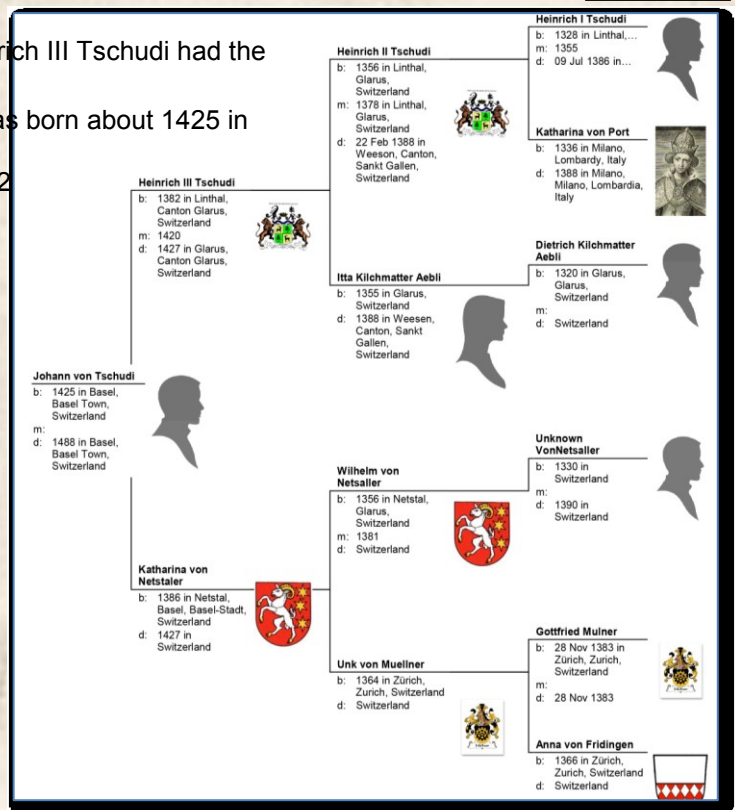 rich III Tschudi had the
as born about 1425 in
2
Johann von Tschudi
b: 1425 in Basel,
Basel Town,
Switzerland
m:
d: 1488 in Basel,
Basel Town,
Switzerland
Heinrich III Tschudi
b: 1382 in Linthal,
Canton Glarus,
Switzerland
m: 1420
d: 1427 in Glarus,
Canton Glarus,
Switzerland
Katharina von
Netstaler
b: 1386 in Netstal,
Basel, Basel-Stadt,
Switzerland
d: 1427 in
Switzerland
Heinrich II Tschudi
b: 1356 in Linthal,
Glarus,
Switzerland
m: 1378 in Linthal,
Glarus,
Switzerland
d: 22 Feb 1388 in
Weeson, Canton,
Sankt Gallen,
Switzerland
Itta Kilchmatter Aebli
b: 1355 in Glarus,
Switzerland
d: 1388 in Weesen,
Canton, Sankt
Gallen,
Switzerland
Wilhelm von
Netsaller
b: 1356 in Netstal,
Glarus,
Switzerland
m: 1381
d: Switzerland
Unk von Muellner
b: 1364 in Zürich,
Zurich, Switzerland
d: Switzerland
Heinrich I Tschudi
b: 1328 in Linthal,...
m: 1355
d: 09 Jul 1386 in...
Katharina von Port
b: 1336 in Milano,
Lombardy, Italy
d: 1388 in Milano,
Milano, Lombardia,
Italy
Dietrich Kilchmatter
Aebli
b: 1320 in Glarus,
Glarus,
Switzerland
m:
d: Switzerland
Unknown
VonNetsaller
b: 1330 in
Switzerland
m:
d: 1390 in
Switzerland
Gottfried Mulner
b: 28 Nov 1383 in
Zürich, Zurich,
Switzerland
m:
d: 28 Nov 1383
Anna von Fridingen
b: 1366 in Zürich,
Zurich, Switzerland
d: Switzerland